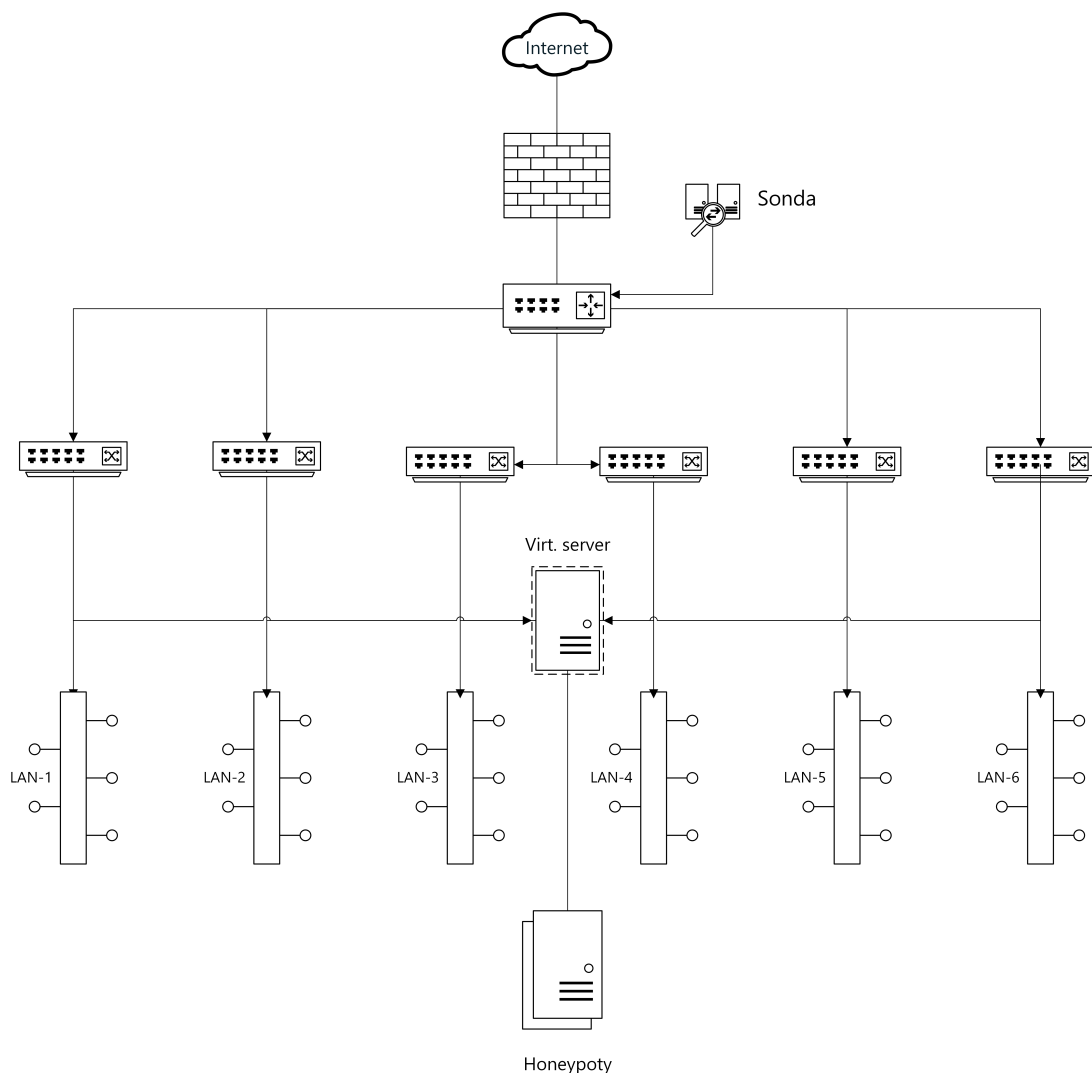 Internet
Sonda
Virt. server
LAN-1
LAN-2
LAN-3
LAN-4
LAN-5
LAN-6
Honeypoty